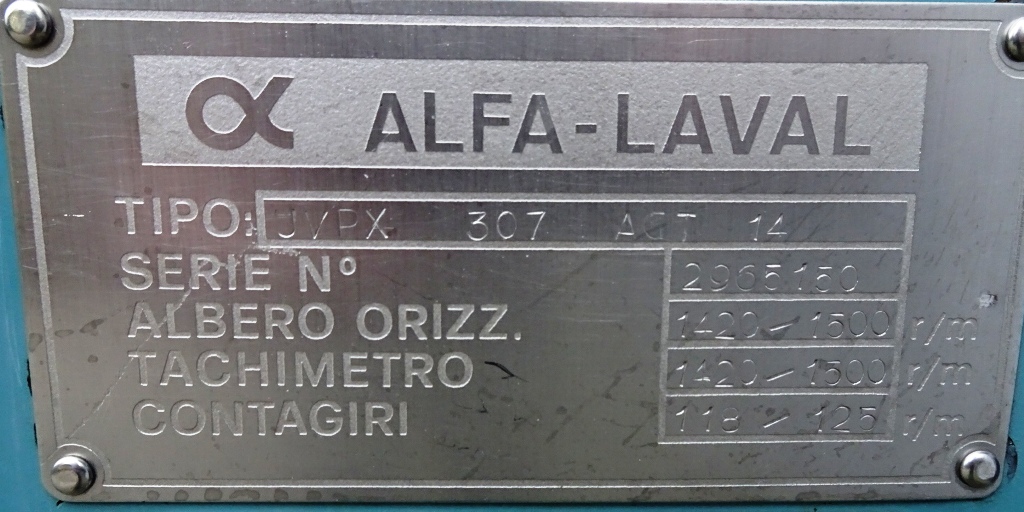 α ALFA-LAVAL
TIPO: UVPX 307 AGT 14
SERIE Nº 2965150
ALBERO ORIZZ. 1420-1500 r/m
TACHIMETRO 1420-1500 r/m
CONTAGIRI 118-125 r/m